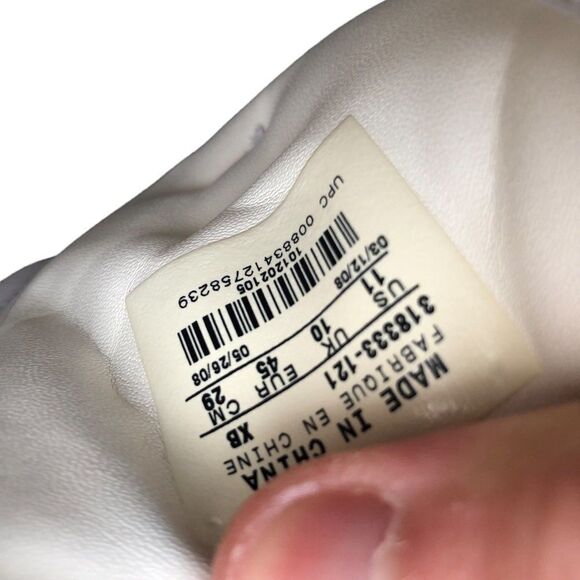 UPC 00883412758239
101202105
03/12/08 05/26/08
US UK EUR CM
11 10 45 29
318333-121 XB
FABRIQUE EN CHINE
MADE IN CHINA